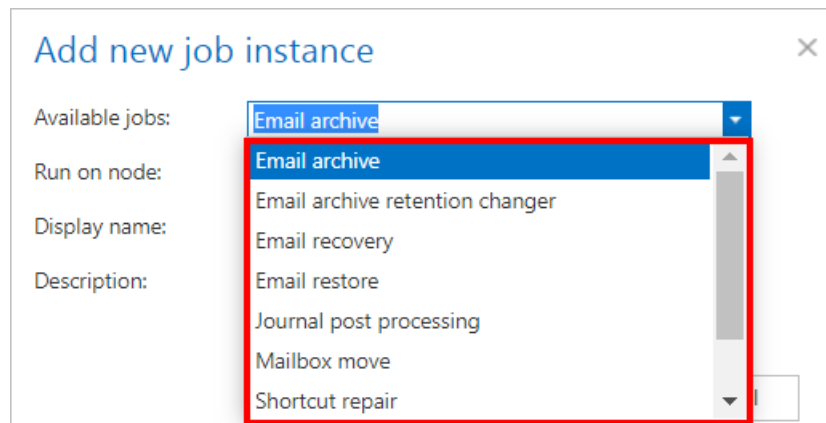 Add new job instance
Available jobs: Email archive
Email archive
Run on node:
Email archive retention changer
Display name:
Email recovery
Description: Email restore
Journal post processing
Mailbox move
Shortcut repair